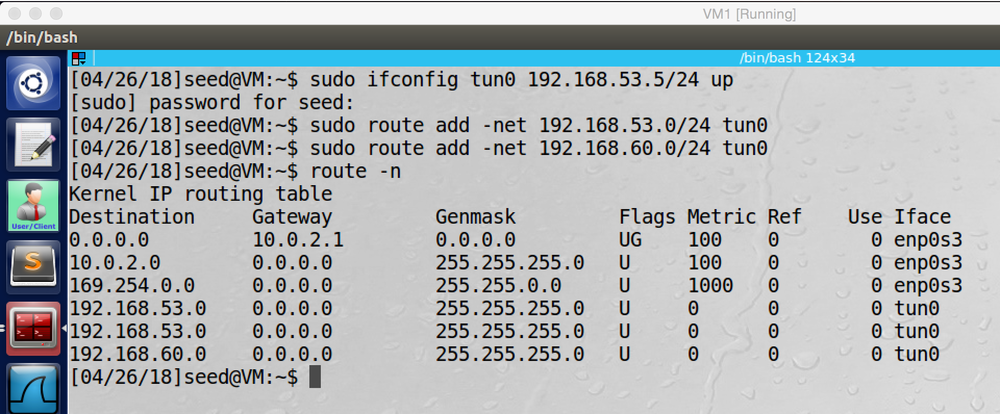 VM1 [Running]
/bin/bash
/bin/bash 124x34
[04/26/18]seed@VM:~$ sudo ifconfig tun0 192.168.53.5/24 up
[sudo] password for seed:
[04/26/18]seed@VM:~$ sudo route add -net 192.168.53.0/24 tun0
[04/26/18]seed@VM:~$ sudo route add -net 192.168.60.0/24 tun0
[04/26/18]seed@VM:~$ route -n
Kernel IP routing table
Destination     Gateway         Genmask         Flags Metric Ref    Use Iface
0.0.0.0         10.0.2.1        0.0.0.0         UG    100    0        0 enp0s3
10.0.2.0        0.0.0.0         255.255.255.0   U     100    0        0 enp0s3
169.254.0.0     0.0.0.0         255.255.0.0     U     1000   0        0 enp0s3
192.168.53.0    0.0.0.0         255.255.255.0   U     0      0        0 tun0
192.168.53.0    0.0.0.0         255.255.255.0   U     0      0        0 tun0
192.168.60.0    0.0.0.0         255.255.255.0   U     0      0        0 tun0
[04/26/18]seed@VM:~$
User/Client
S